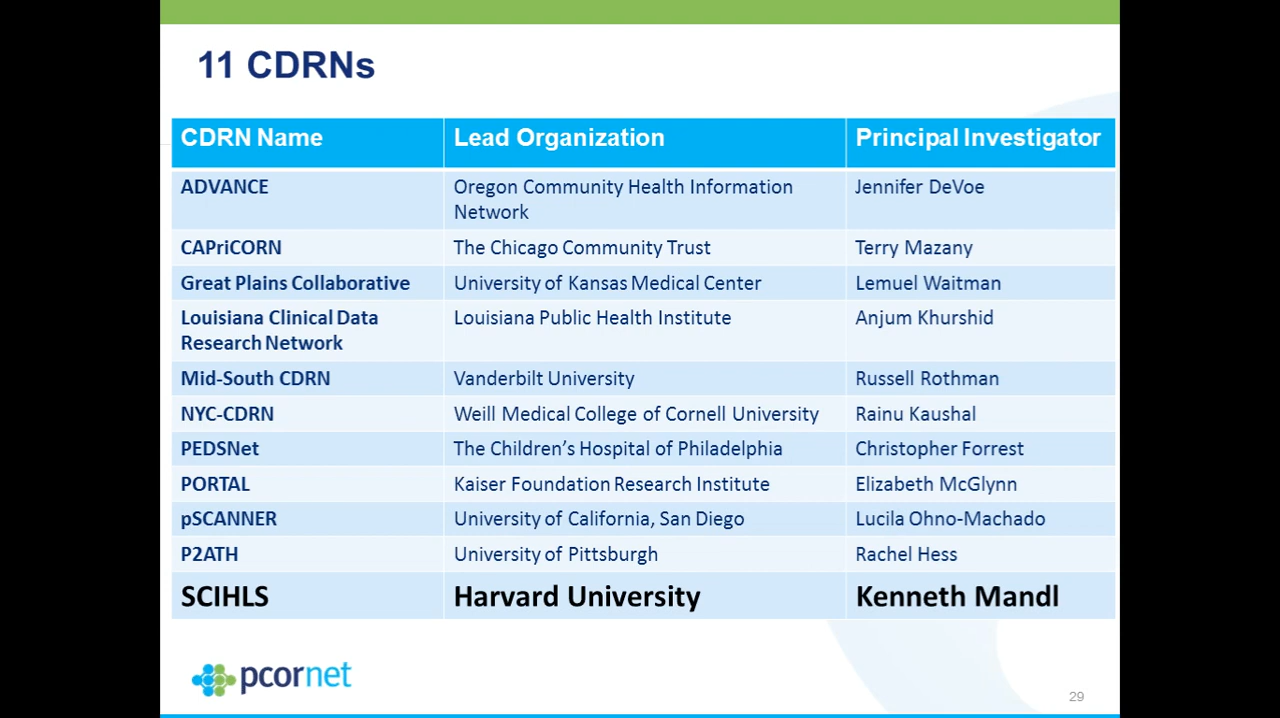 11 CDRNs
CDRN Name Lead Organization Principal Investigator
ADVANCE Oregon Community Health Information Jennifer DeVoe
Network
CAPriCORN The Chicago Community Trust Terry Mazany
Great Plains Collaborative University of Kansas Medical Center Lemuel Waitman
Louisiana Clinical Data Louisiana Public Health Institute Anjum Khurshid
Research Network
Mid-South CDRN Vanderbilt University Russell Rothman
NYC-CDRN Weill Medical College of Cornell University Rainu Kaushal
PEDSNet The Children’s Hospital of Philadelphia Christopher Forrest
PORTAL Kaiser Foundation Research Institute Elizabeth McGlynn
pSCANNER University of California, San Diego Lucila Ohno-Machado
P2ATH University of Pittsburgh Rachel Hess
SCIHLS Harvard University Kenneth Mandl
pcornet
29